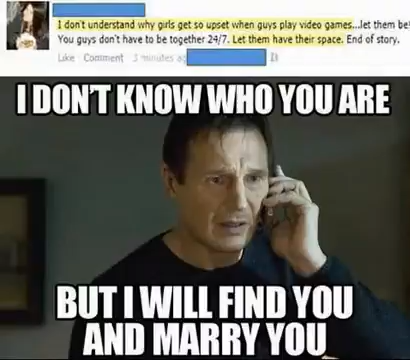 I don't understand why girls get so upset when guys play video games...let them be
You guys don't have to be together 24/7. Let them have their space. End of story.
Like Comment 3 minutes ag
I DON'T KNOW WHO YOU ARE
BUT I WILL FIND YOU
AND MARRY YOU